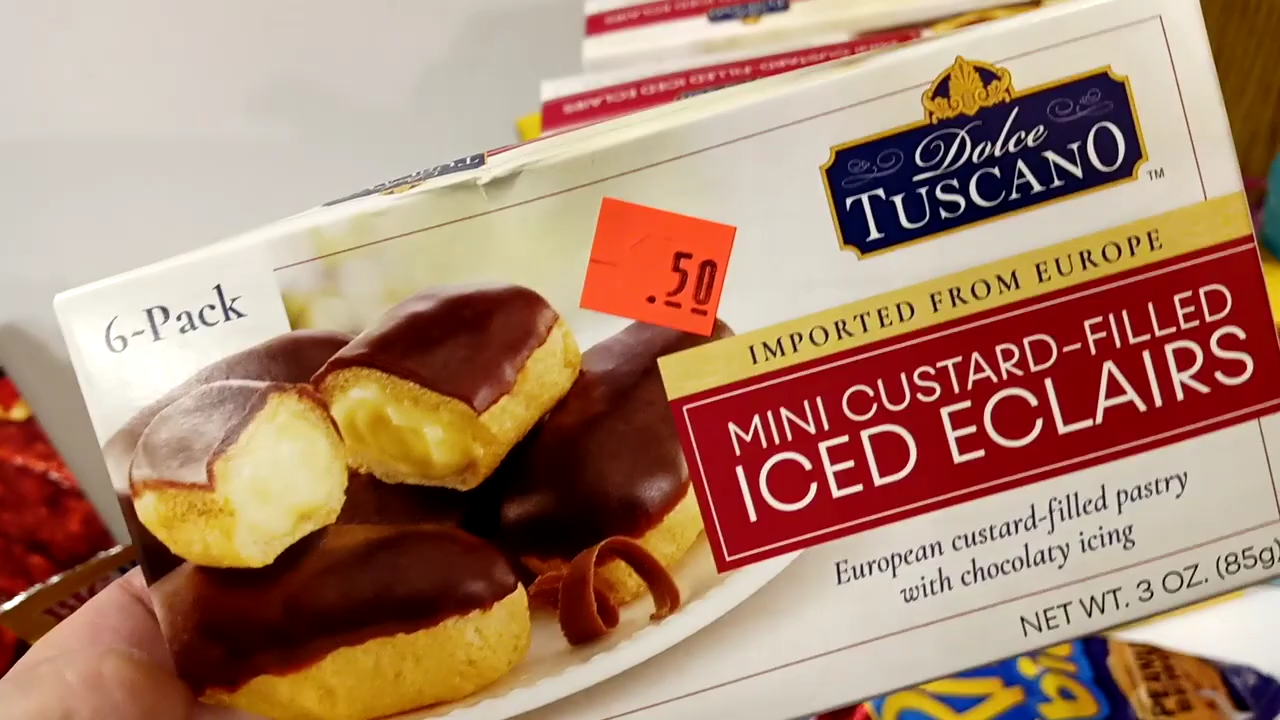 6-Pack
.50
Dolce
TUSCANO
TM
IMPORTED FROM EUROPE
MINI CUSTARD-FILLED
ICED ECLAIRS
European custard-filled pastry
with chocolaty icing
NET WT. 3 OZ. (85g)